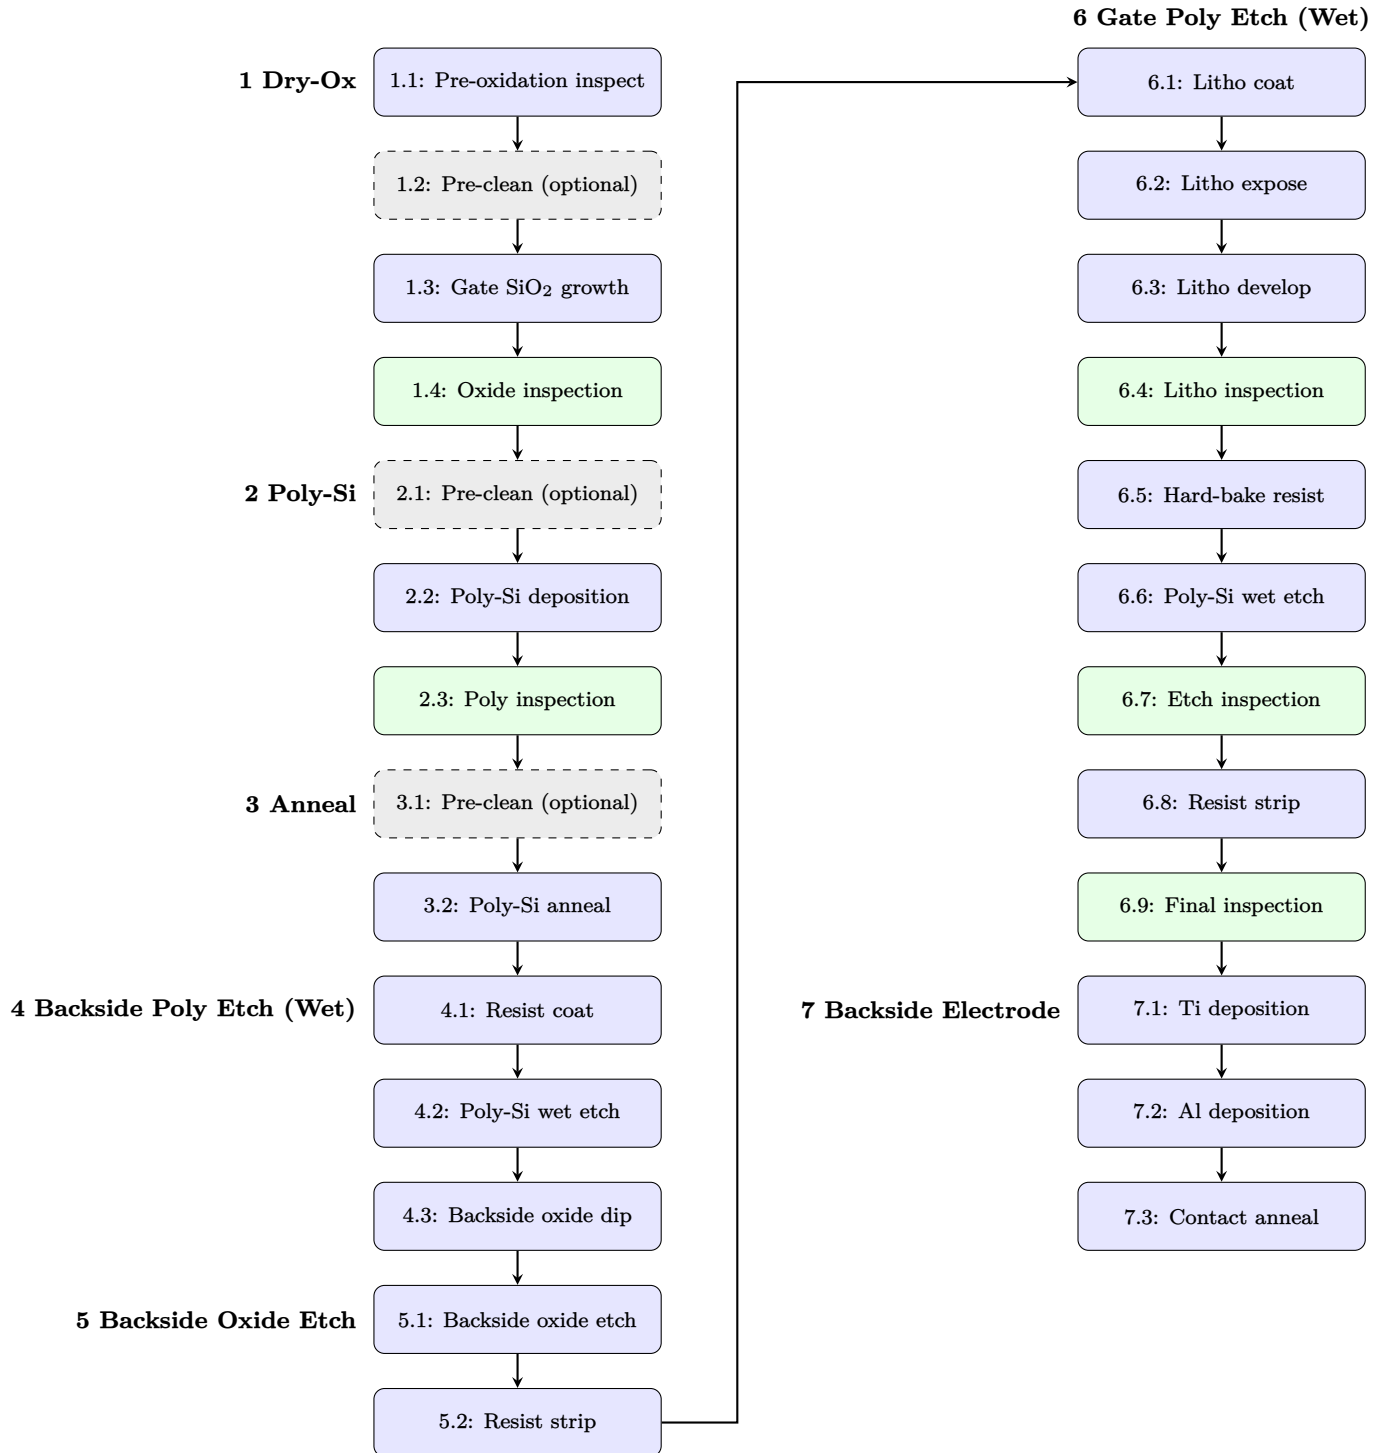 1 Dry-Ox
1.1: Pre-oxidation inspect
1.2: Pre-clean (optional)
1.3: Gate SiO₂ growth
1.4: Oxide inspection
2 Poly-Si
2.1: Pre-clean (optional)
2.2: Poly-Si deposition
2.3: Poly inspection
3 Anneal
3.1: Pre-clean (optional)
3.2: Poly-Si anneal
4 Backside Poly Etch (Wet)
4.1: Resist coat
4.2: Poly-Si wet etch
4.3: Backside oxide dip
5 Backside Oxide Etch
5.1: Backside oxide etch
5.2: Resist strip
6 Gate Poly Etch (Wet)
6.1: Litho coat
6.2: Litho expose
6.3: Litho develop
6.4: Litho inspection
6.5: Hard-bake resist
6.6: Poly-Si wet etch
6.7: Etch inspection
6.8: Resist strip
6.9: Final inspection
7 Backside Electrode
7.1: Ti deposition
7.2: Al deposition
7.3: Contact anneal